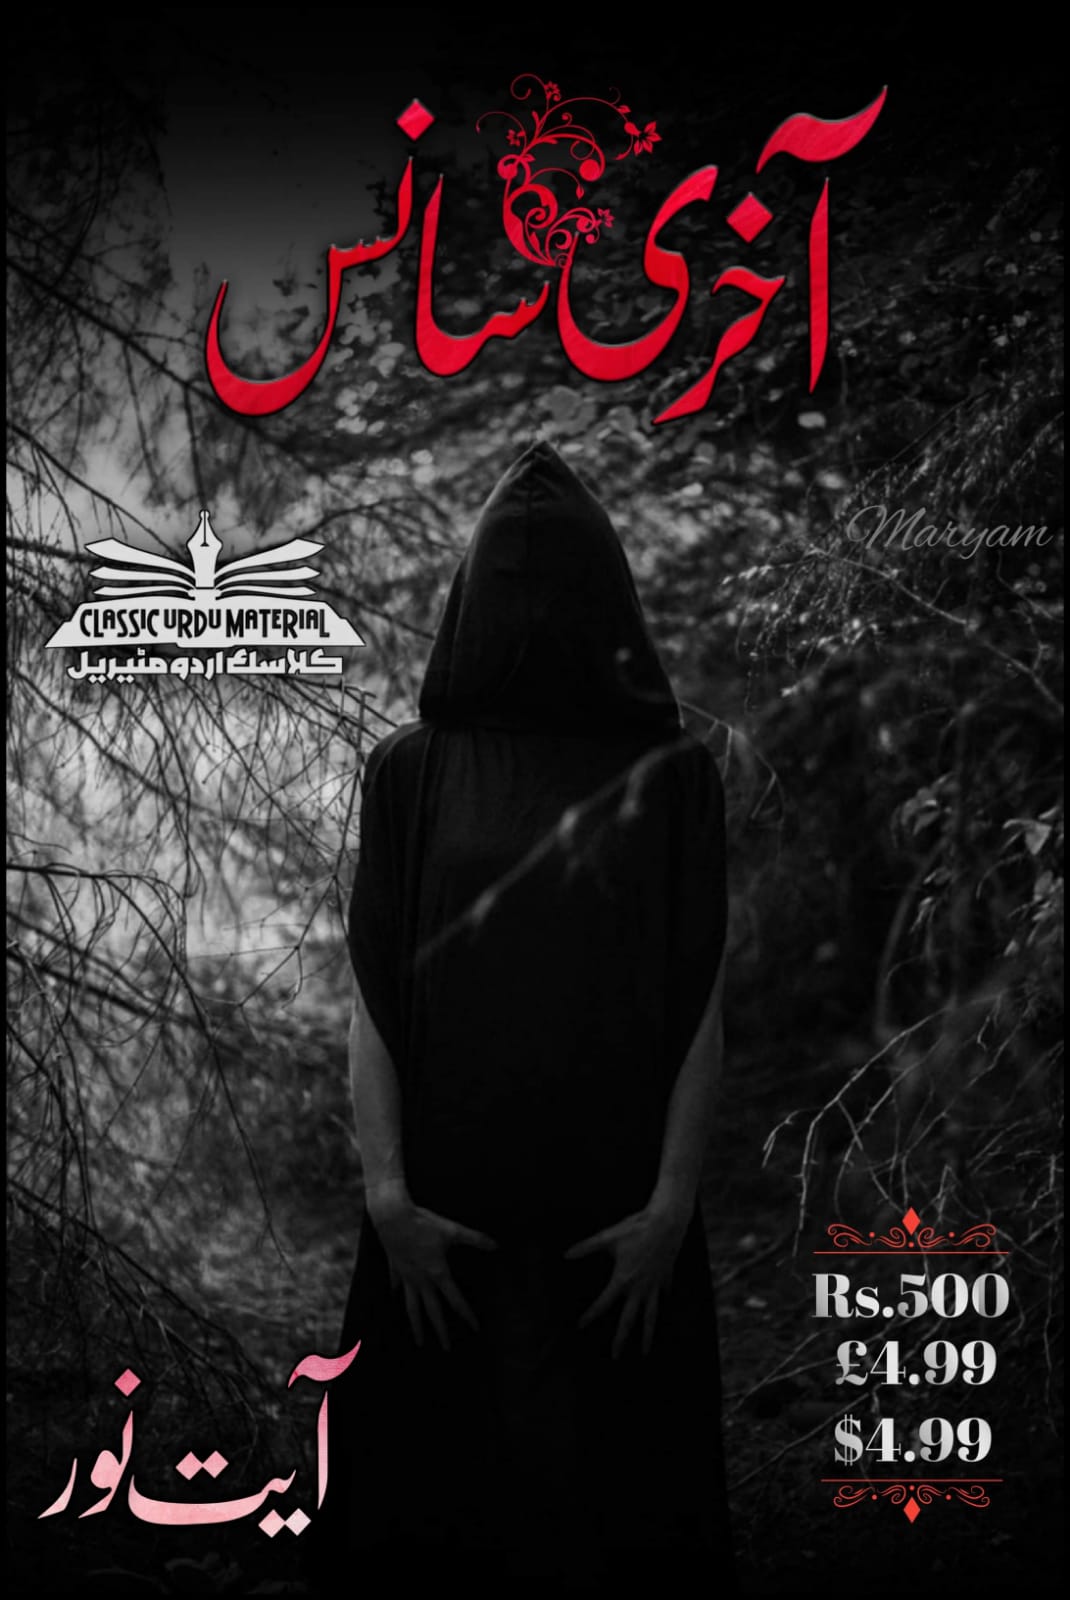 آخری سانس
Maryam
CLASSIC URDU MATERIAL
کلاسک اردو مٹیریل
Rs.500
£4.99
$4.99
آیت نور